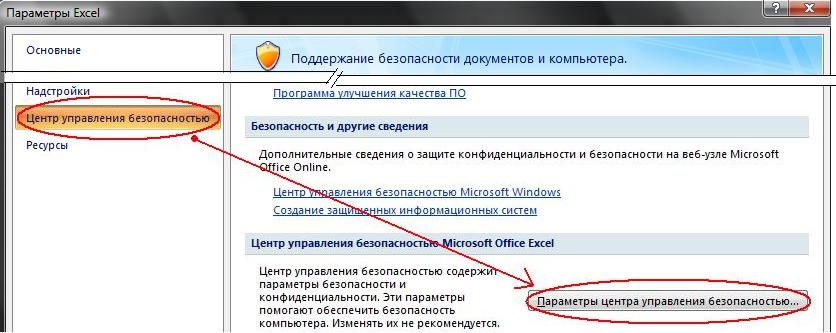 Параметры Excel
Основные
Надстройки
Центр управления безопасностью
Ресурсы
Поддержание безопасности документов и компьютера.
Программа улучшения качества ПО
Безопасность и другие сведения
Дополнительные сведения о защите конфиденциальности и безопасности на веб-узле Microsoft
Office Online.
Центр управления безопасностью Microsoft Windows
Создание защищенных информационных систем
Центр управления безопасностью Microsoft Office Excel
Центр управления безопасностью содержит
параметры безопасности и
конфиденциальности. Эти параметры
помогают обеспечить безопасность
компьютера. Изменять их не рекомендуется.
Параметры центра управления безопасностью...